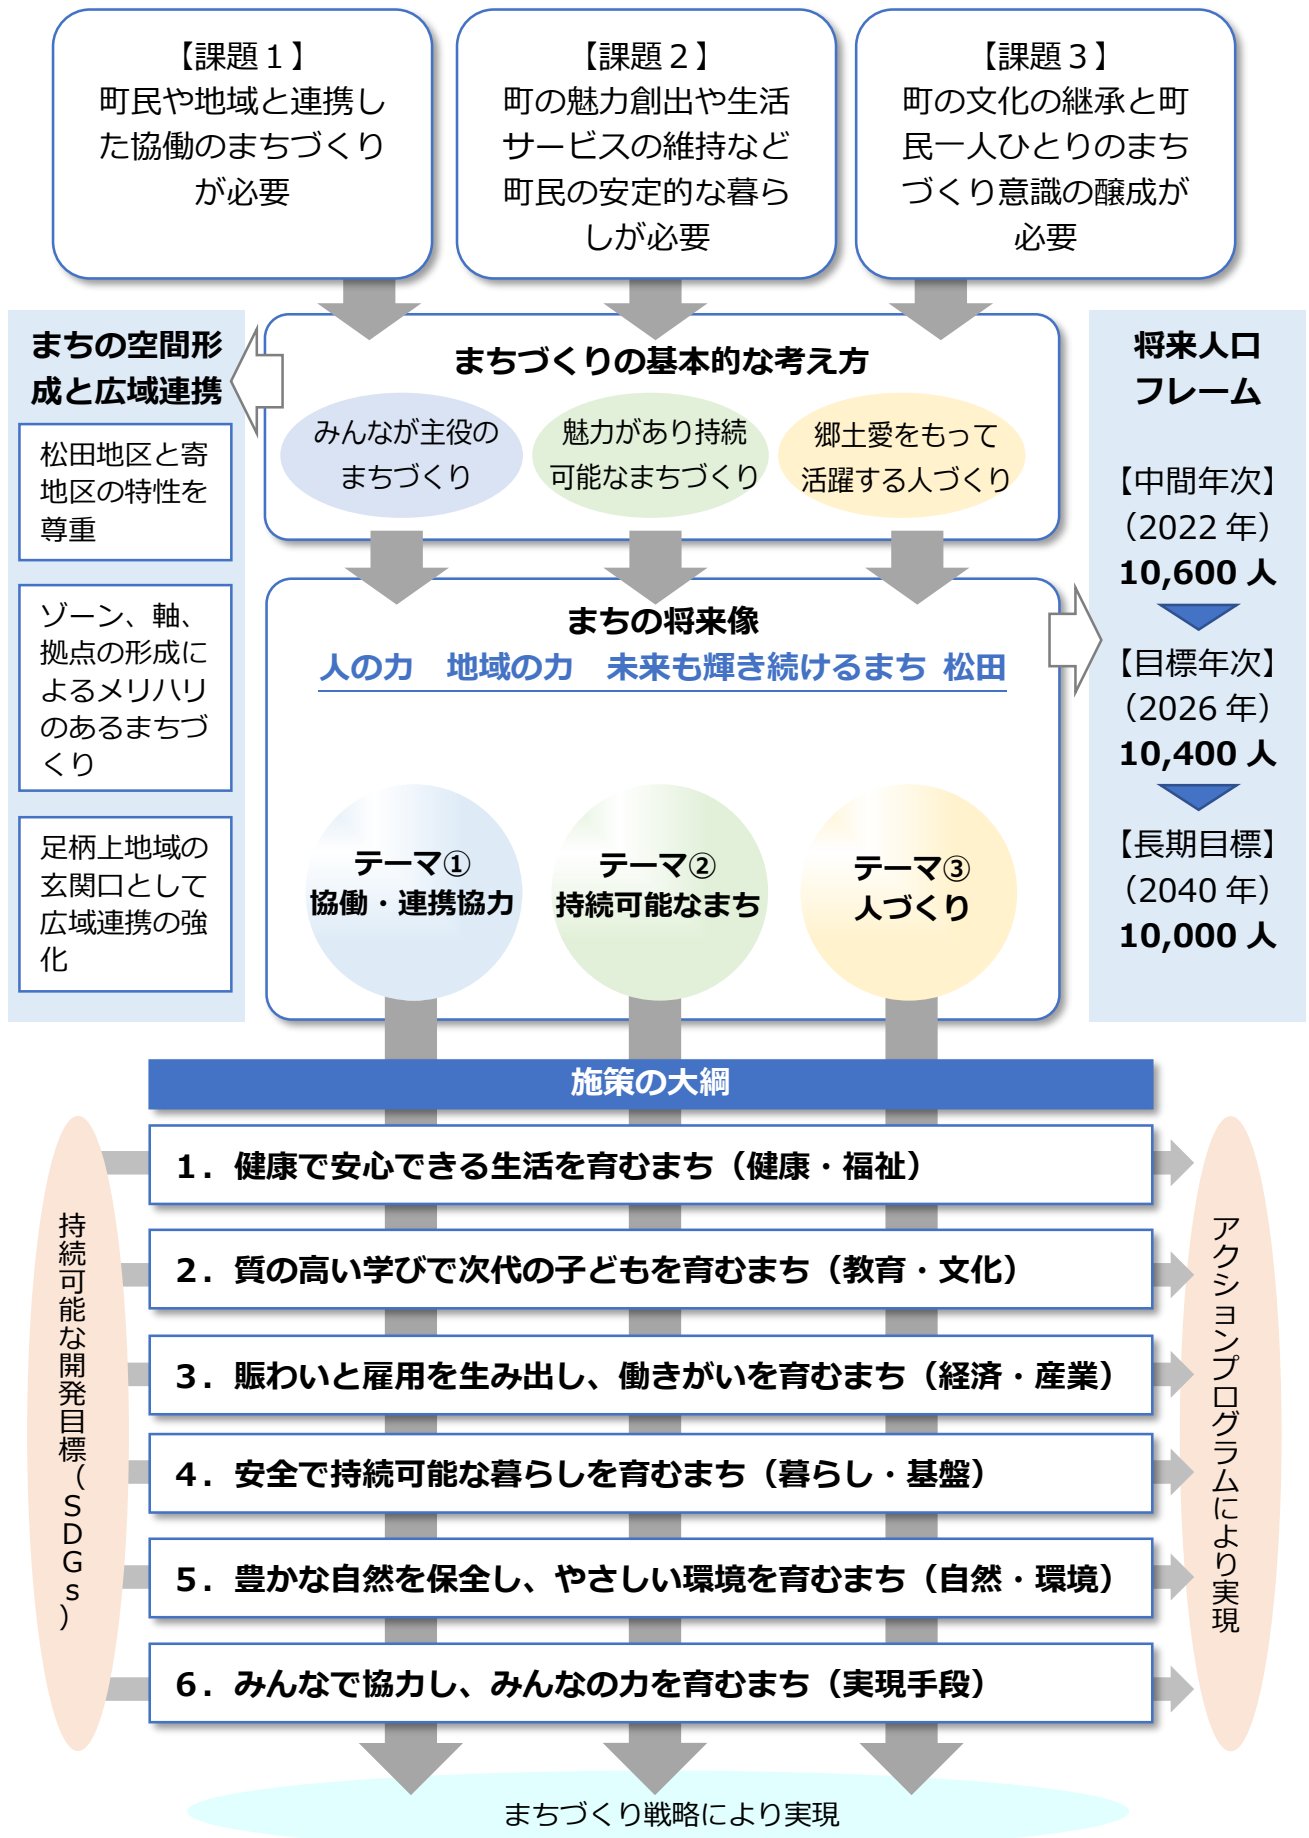 【課題１】
町民や地域と連携し
た協働のまちづくり
が必要
【課題２】
町の魅力創出や生活
サービスの維持など
町民の安定的な暮ら
しが必要
【課題３】
町の文化の継承と町
民一人ひとりのまち
づくり意識の醸成が
必要
まちの空間形
成と広域連携
松田地区と寄
地区の特性を
尊重
ゾーン、軸、
拠点の形成に
よるメリハリ
のあるまちづ
くり
足柄上地域の
玄関口として
広域連携の強
化
まちづくりの基本的な考え方
みんなが主役の
まちづくり
魅力があり持続
可能なまちづくり
郷土愛をもって
活躍する人づくり
まちの将来像
人の力　地域の力　未来も輝き続けるまち 松田
テーマ①
協働・連携協力
テーマ②
持続可能なまち
テーマ③
人づくり
将来人口
フレーム
【中間年次】
（2022 年）
10,600 人
【目標年次】
（2026 年）
10,400 人
【長期目標】
（2040 年）
10,000 人
施策の大綱
１．健康で安心できる生活を育むまち（健康・福祉）
２．質の高い学びで次代の子どもを育むまち（教育・文化）
３．賑わいと雇用を生み出し、働きがいを育むまち（経済・産業）
４．安全で持続可能な暮らしを育むまち（暮らし・基盤）
５．豊かな自然を保全し、やさしい環境を育むまち（自然・環境）
６．みんなで協力し、みんなの力を育むまち（実現手段）
持続可能な開発目標（ＳＤＧｓ）
アクションプログラムにより実現
まちづくり戦略により実現